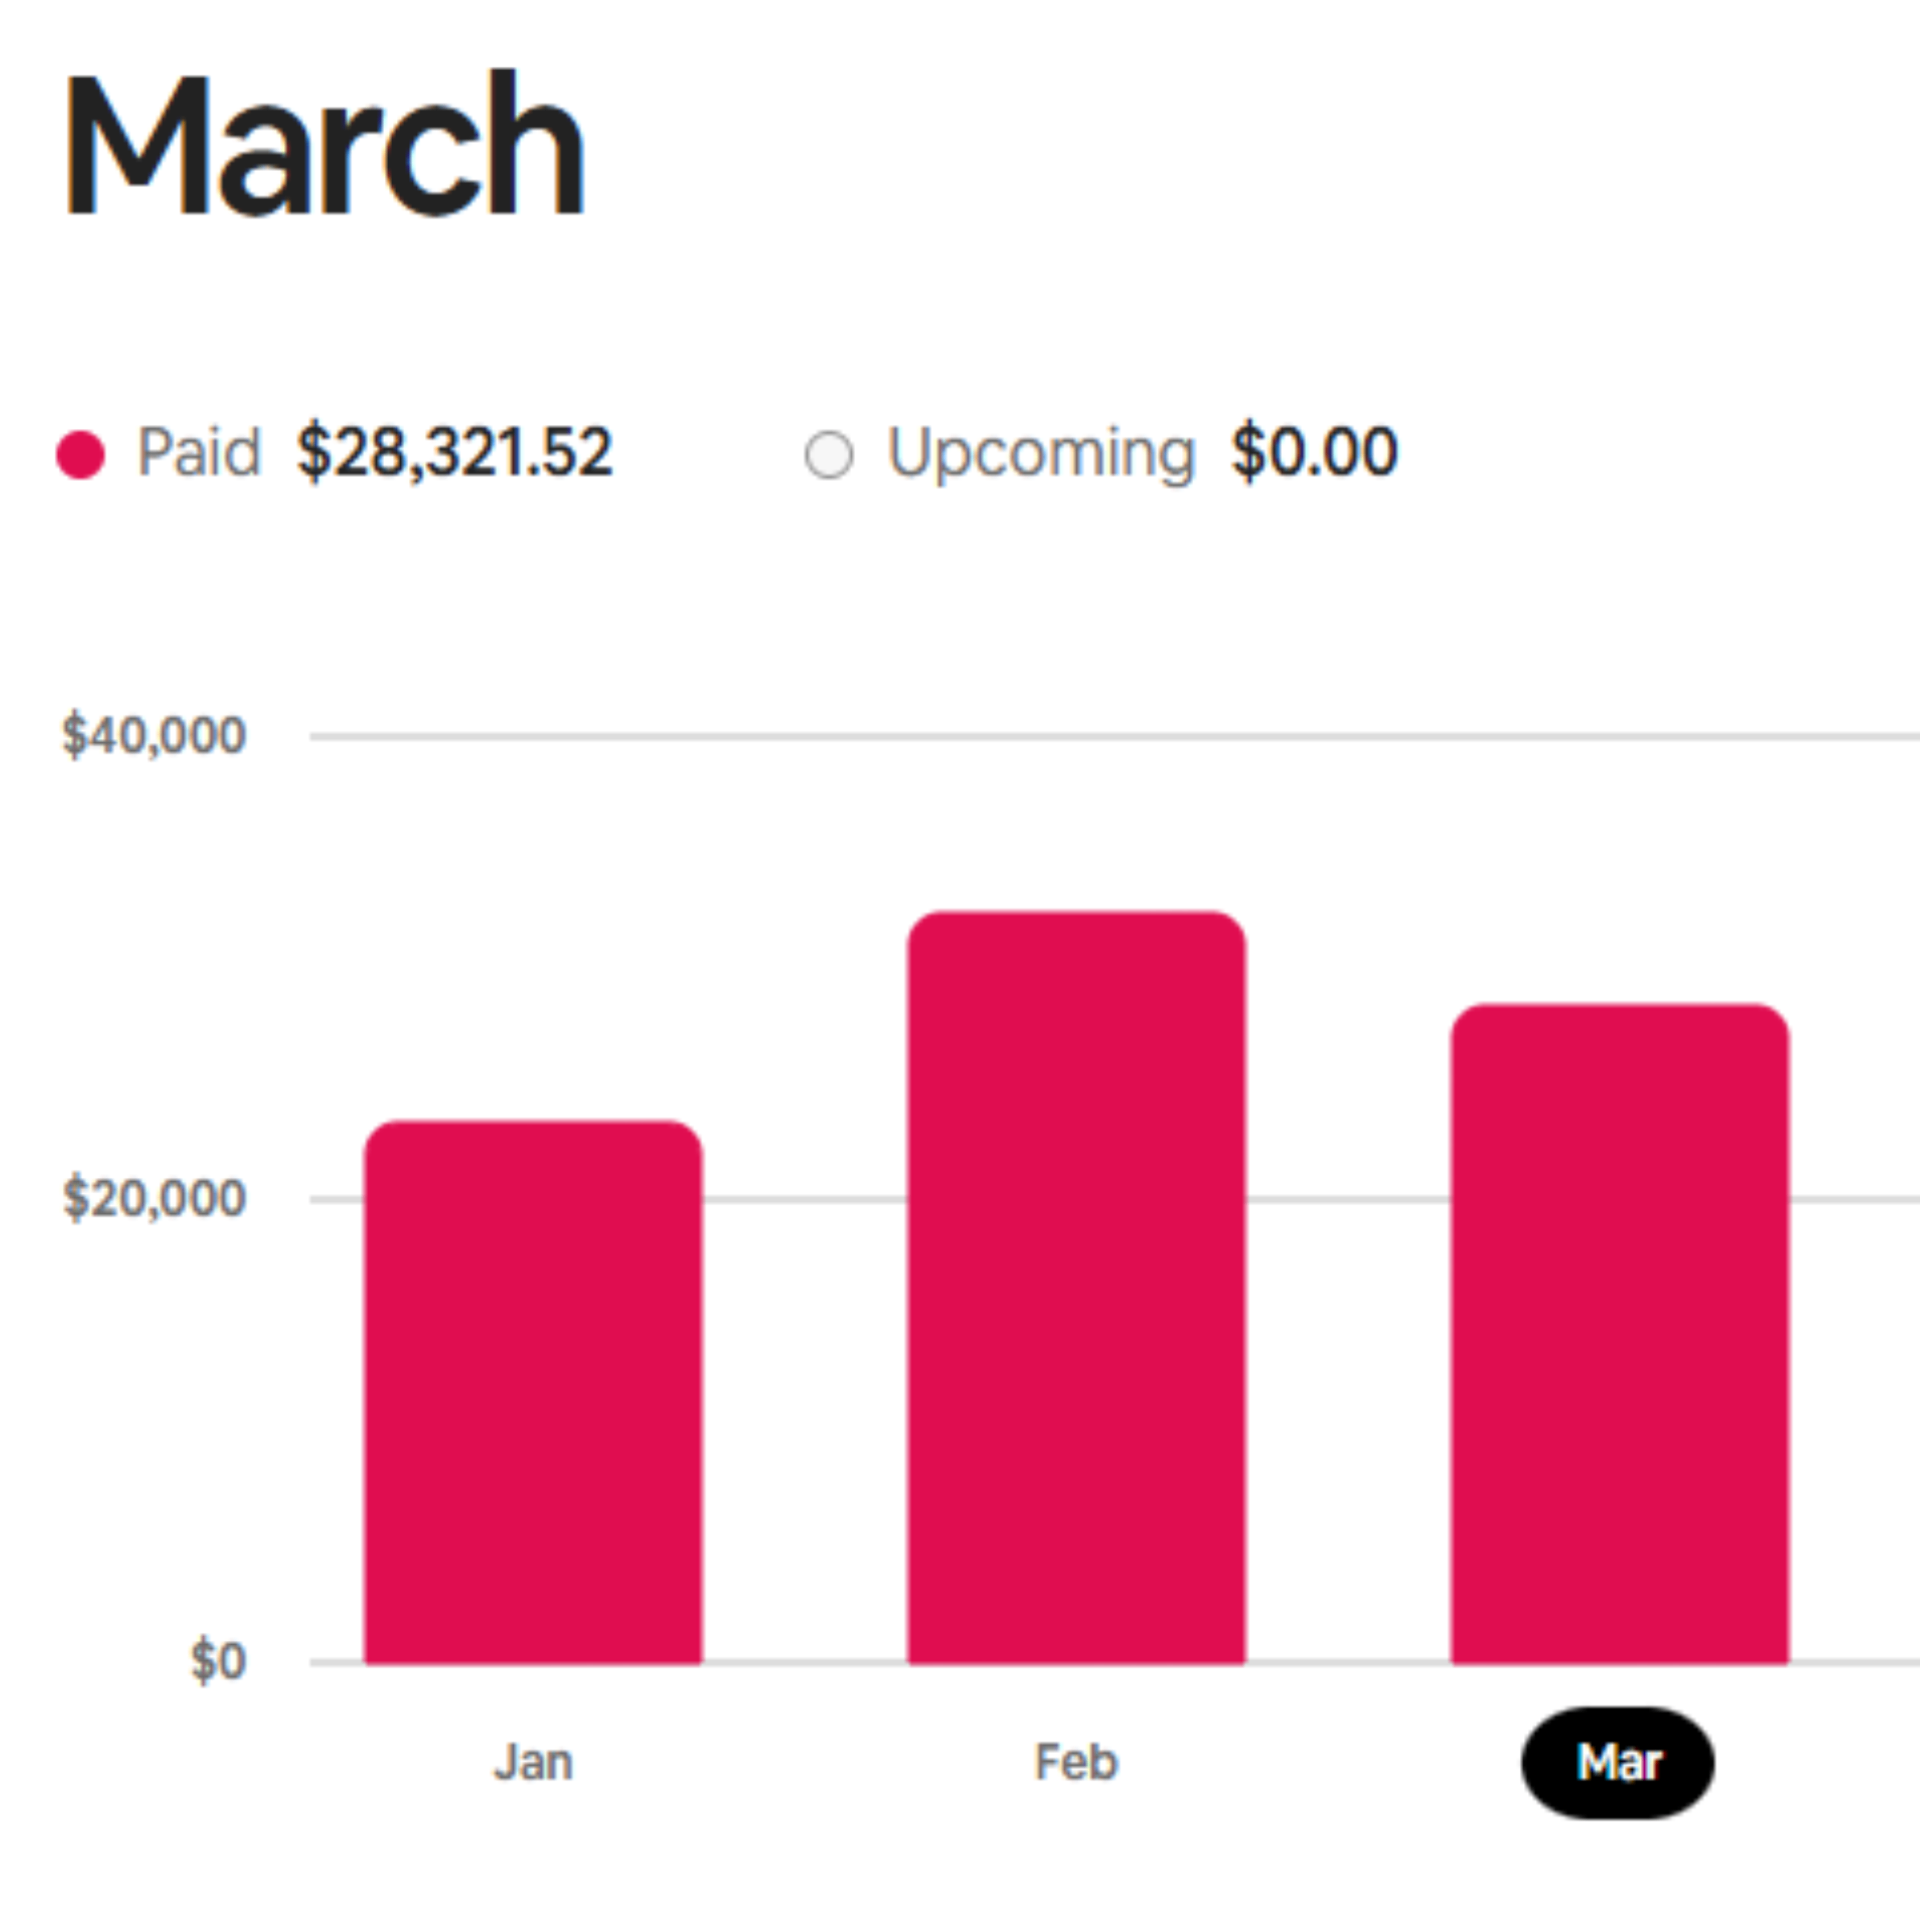 March
Paid $28,321.52 Upcoming $0.00
$40,000
$20,000
$0
Jan Feb Mar